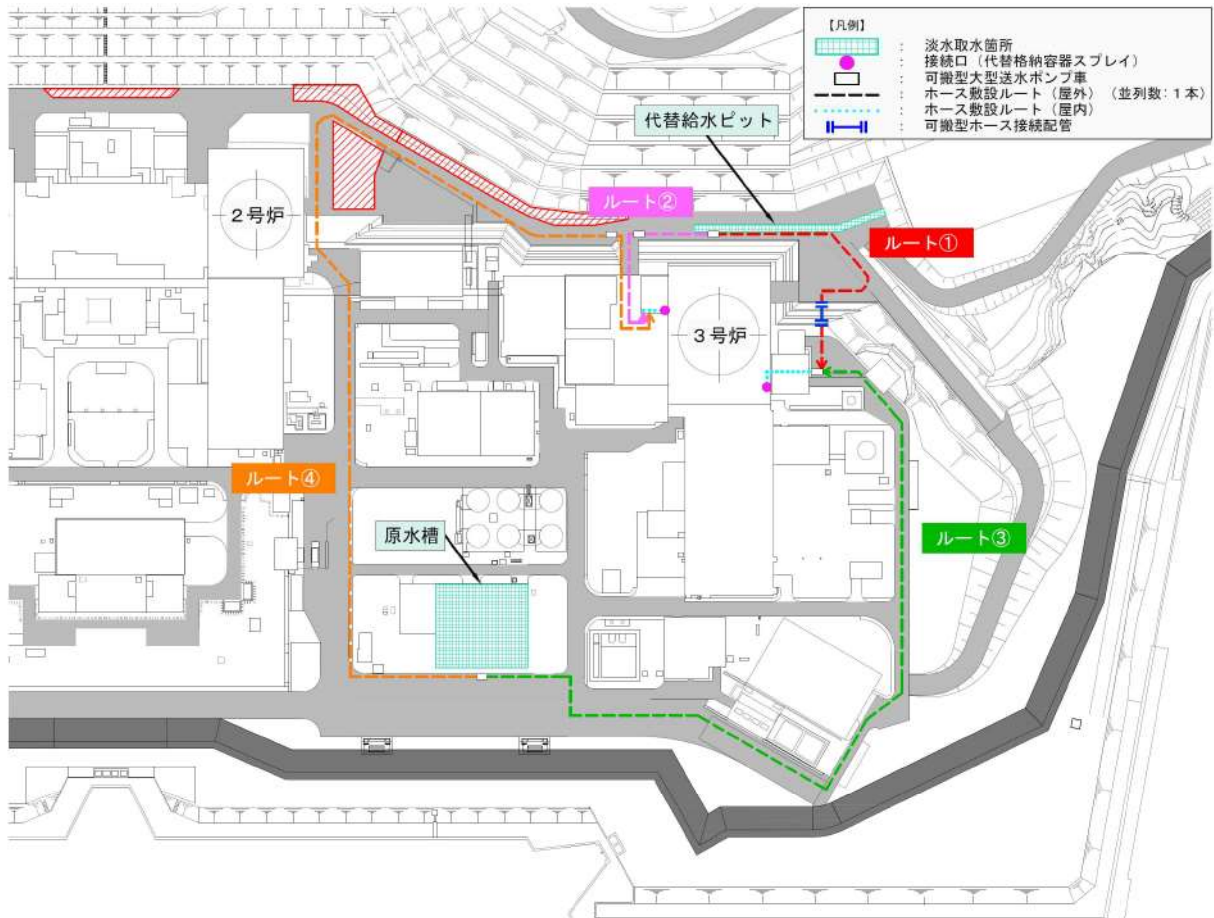 【凡例】
： 淡水取水箇所
： 接続口（代替格納容器スプレイ）
： 可搬型大型送水ポンプ車
： ホース敷設ルート（屋外）（並列数：１本）
： ホース敷設ルート（屋内）
： 可搬型ホース接続配管
代替給水ピット
ルート②
２号炉
ルート①
３号炉
ルート④
原水槽
ルート③